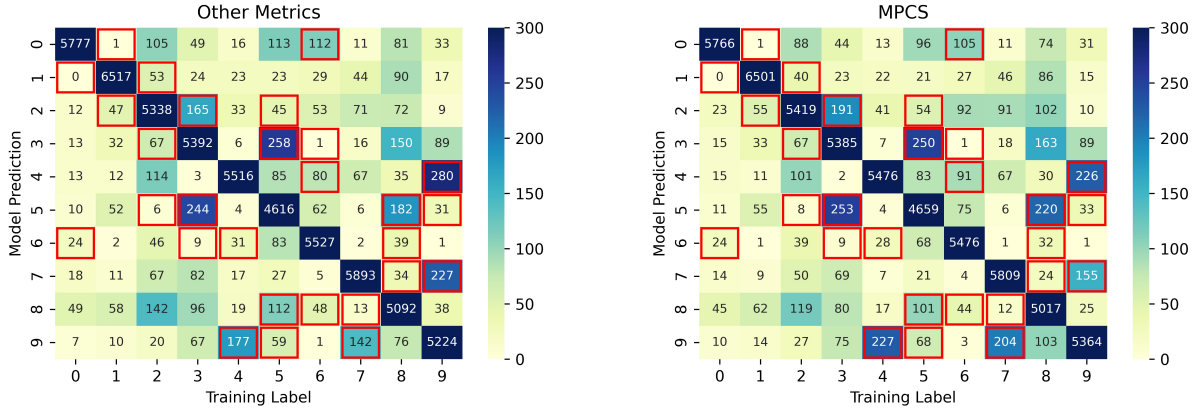 Other Metrics
0 5777 1 105 49 16 113 112 11 81 33
1 0 6517 53 24 23 23 29 44 90 17
2 12 47 5338 165 33 45 53 71 72 9
3 13 32 67 5392 6 258 1 16 150 89
4 13 12 114 3 5516 85 80 67 35 280
5 10 52 6 244 4 4616 62 6 182 31
6 24 2 46 9 31 83 5527 2 39 1
7 18 11 67 82 17 27 5 5893 34 227
8 49 58 142 96 19 112 48 13 5092 38
9 7 10 20 67 177 59 1 142 76 5224
0 1 2 3 4 5 6 7 8 9
Training Label
Model Prediction
300
250
200
150
100
50
0
MPCS
0 5766 1 88 44 13 96 105 11 74 31
1 0 6501 40 23 22 21 27 46 86 15
2 23 55 5419 191 41 54 92 91 102 10
3 15 33 67 5385 7 250 1 18 163 89
4 15 11 101 2 5476 83 91 68 30 226
5 11 55 8 253 4 4659 75 6 220 33
6 24 1 39 9 28 68 5476 1 32 1
7 14 9 50 69 7 21 4 5809 24 155
8 45 62 119 80 17 101 44 12 5017 25
9 10 14 27 75 227 68 3 204 103 5364
0 1 2 3 4 5 6 7 8 9
Training Label
Model Prediction
300
250
200
150
100
50
0